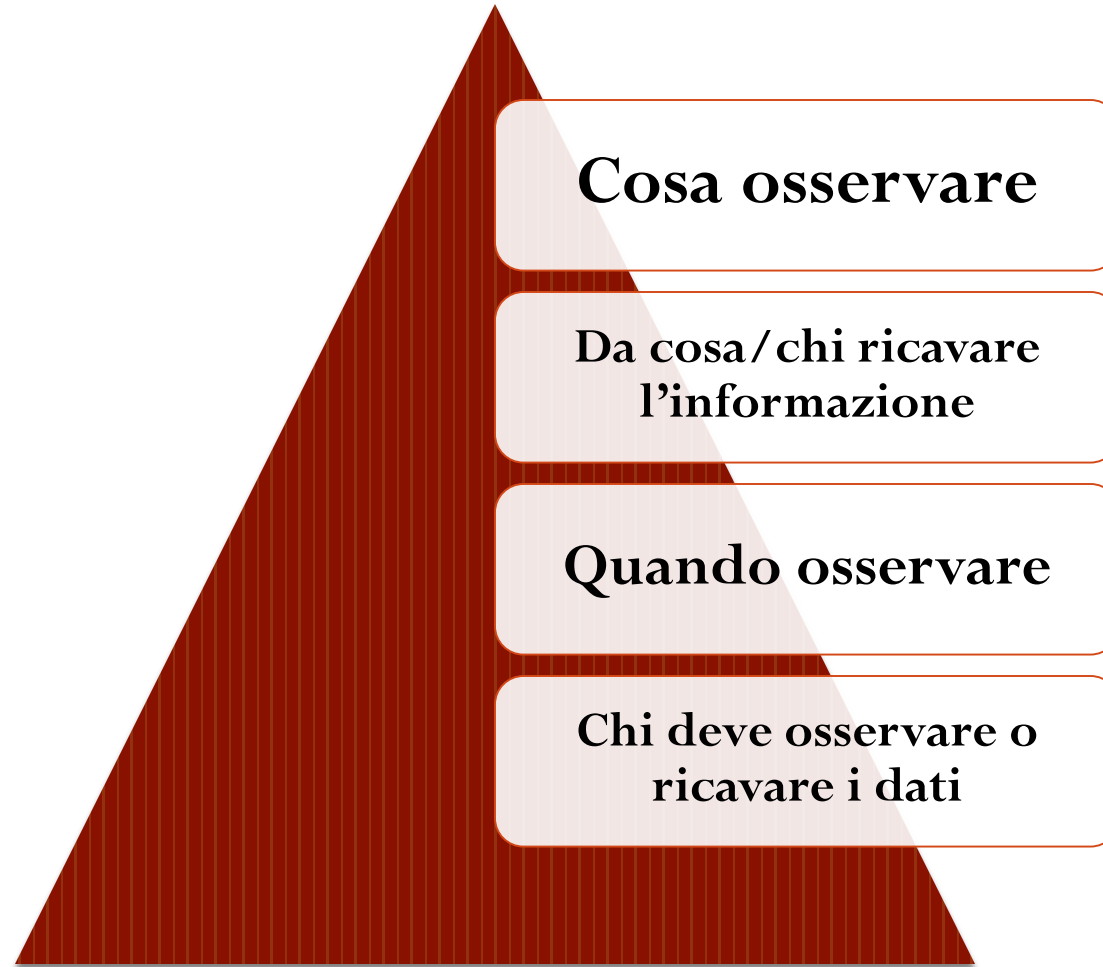 Cosa osservare
Da cosa/chi ricavare
l’informazione
Quando osservare
Chi deve osservare o
ricavare i dati